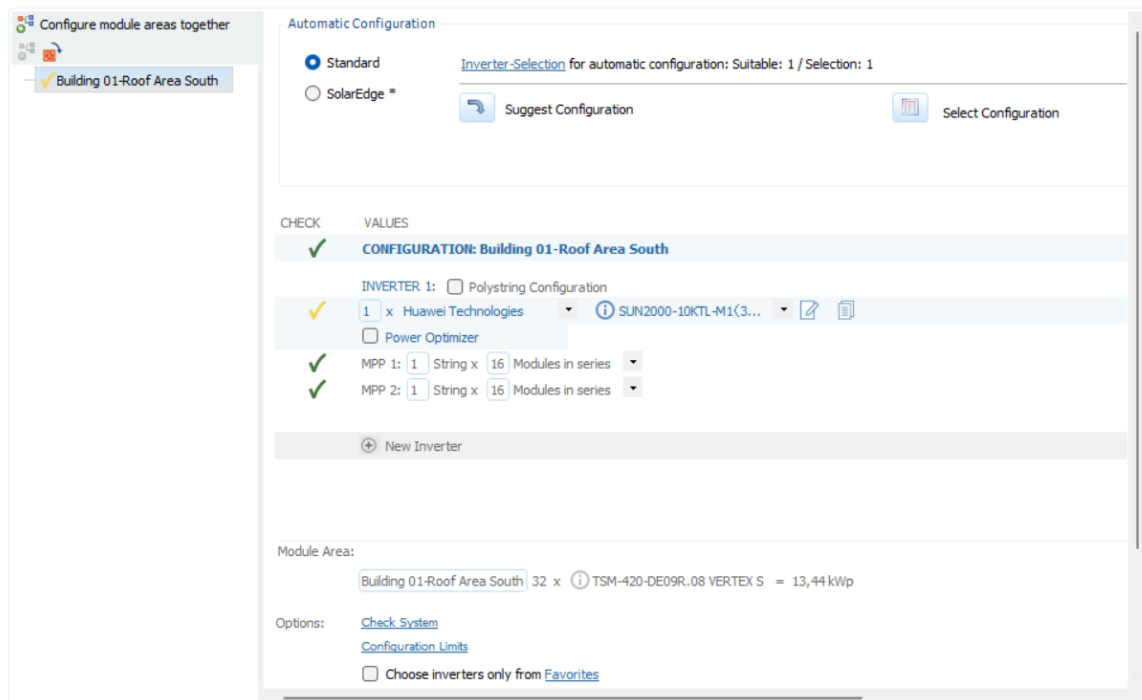 Configure module areas together
Building 01-Roof Area South
Automatic Configuration
Standard
Inverter-Selection for automatic configuration: Suitable: 1 / Selection: 1
SolarEdge *
Suggest Configuration
Select Configuration
CHECK VALUES
CONFIGURATION: Building 01-Roof Area South
INVERTER 1: Polystring Configuration
1 x Huawei Technologies SUN2000-10KTL-M1(3...
Power Optimizer
MPP 1: 1 String x 16 Modules in series
MPP 2: 1 String x 16 Modules in series
New Inverter
Module Area:
Building 01-Roof Area South 32 x TSM-420-DE09R.08 VERTEX S = 13,44 kWp
Options: Check System
Configuration Limits
Choose inverters only from Favorites